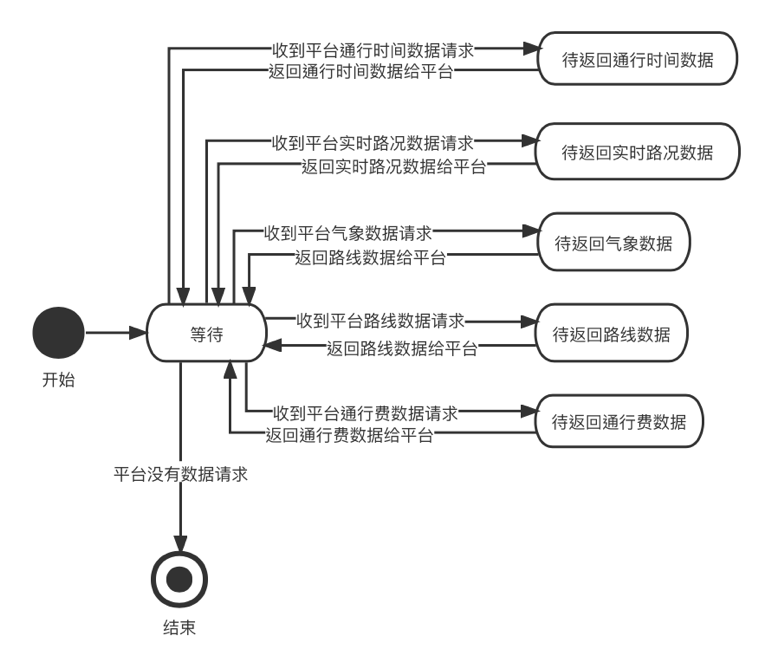 收到平台通行时间数据请求
返回通行时间数据给平台
待返回通行时间数据
收到平台实时路况数据请求
返回实时路况数据给平台
待返回实时路况数据
收到平台气象数据请求
返回路线数据给平台
待返回气象数据
开始
等待
收到平台路线数据请求
返回路线数据给平台
待返回路线数据
收到平台通行费数据请求
返回通行费数据给平台
待返回通行费数据
平台没有数据请求
结束